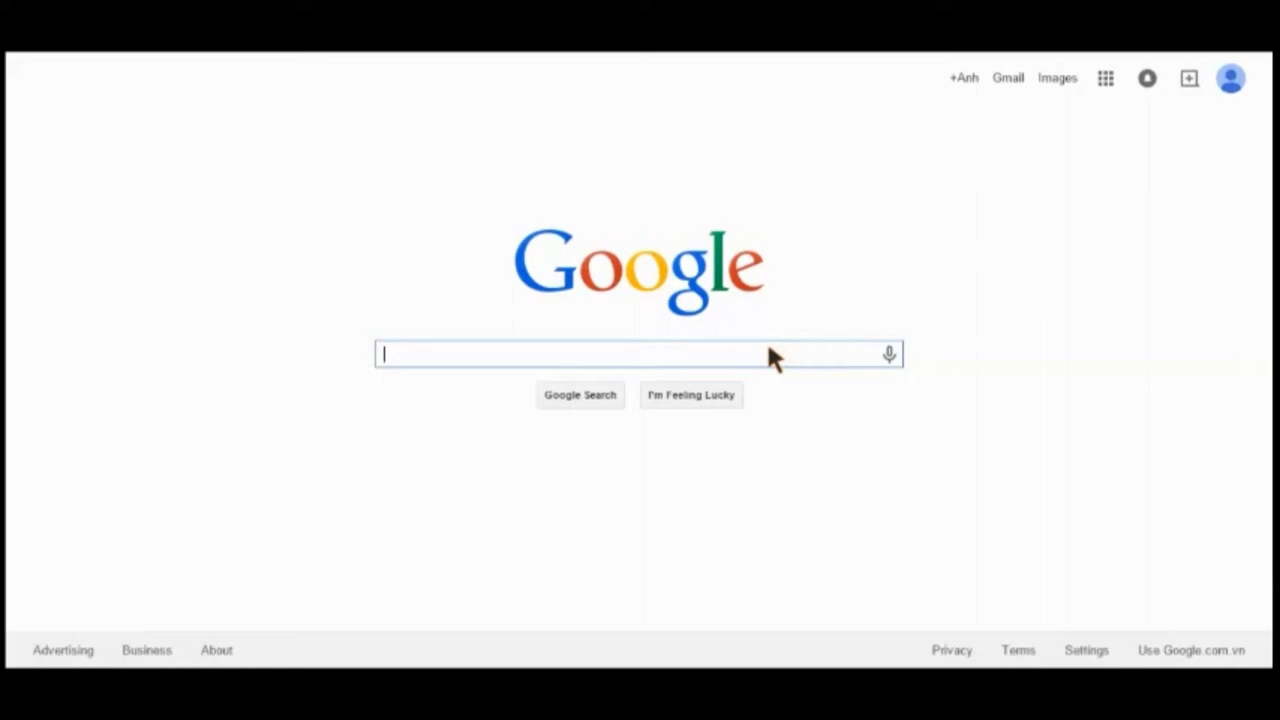 +Anh Gmail Images
Google
Google Search I'm Feeling Lucky
Advertising Business About Privacy Terms Settings Use Google.com.vn